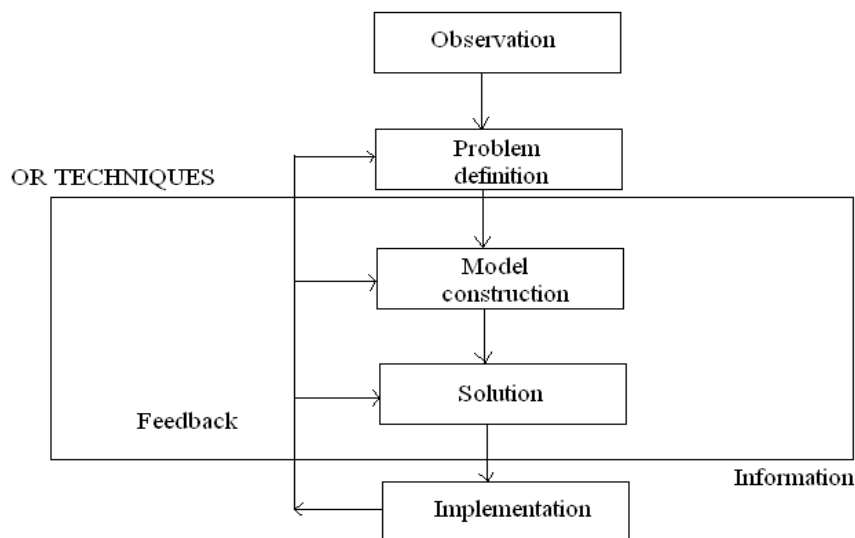 Observation
Problem
definition
OR TECHNIQUES
Model
construction
Solution
Feedback
Information
Implementation